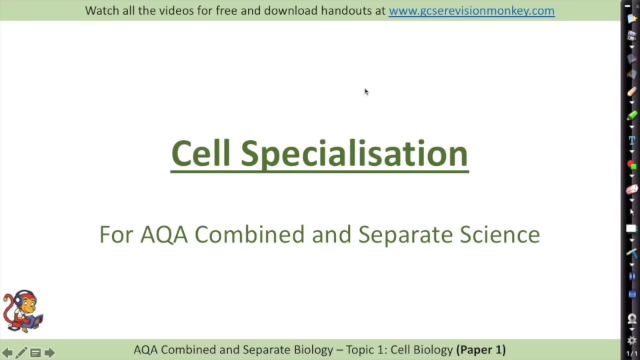 Watch all the videos for free and download handouts at www.gcserevisionmonkey.com
Cell Specialisation
For AQA Combined and Separate Science
AQA Combined and Separate Biology – Topic 1: Cell Biology (Paper 1)